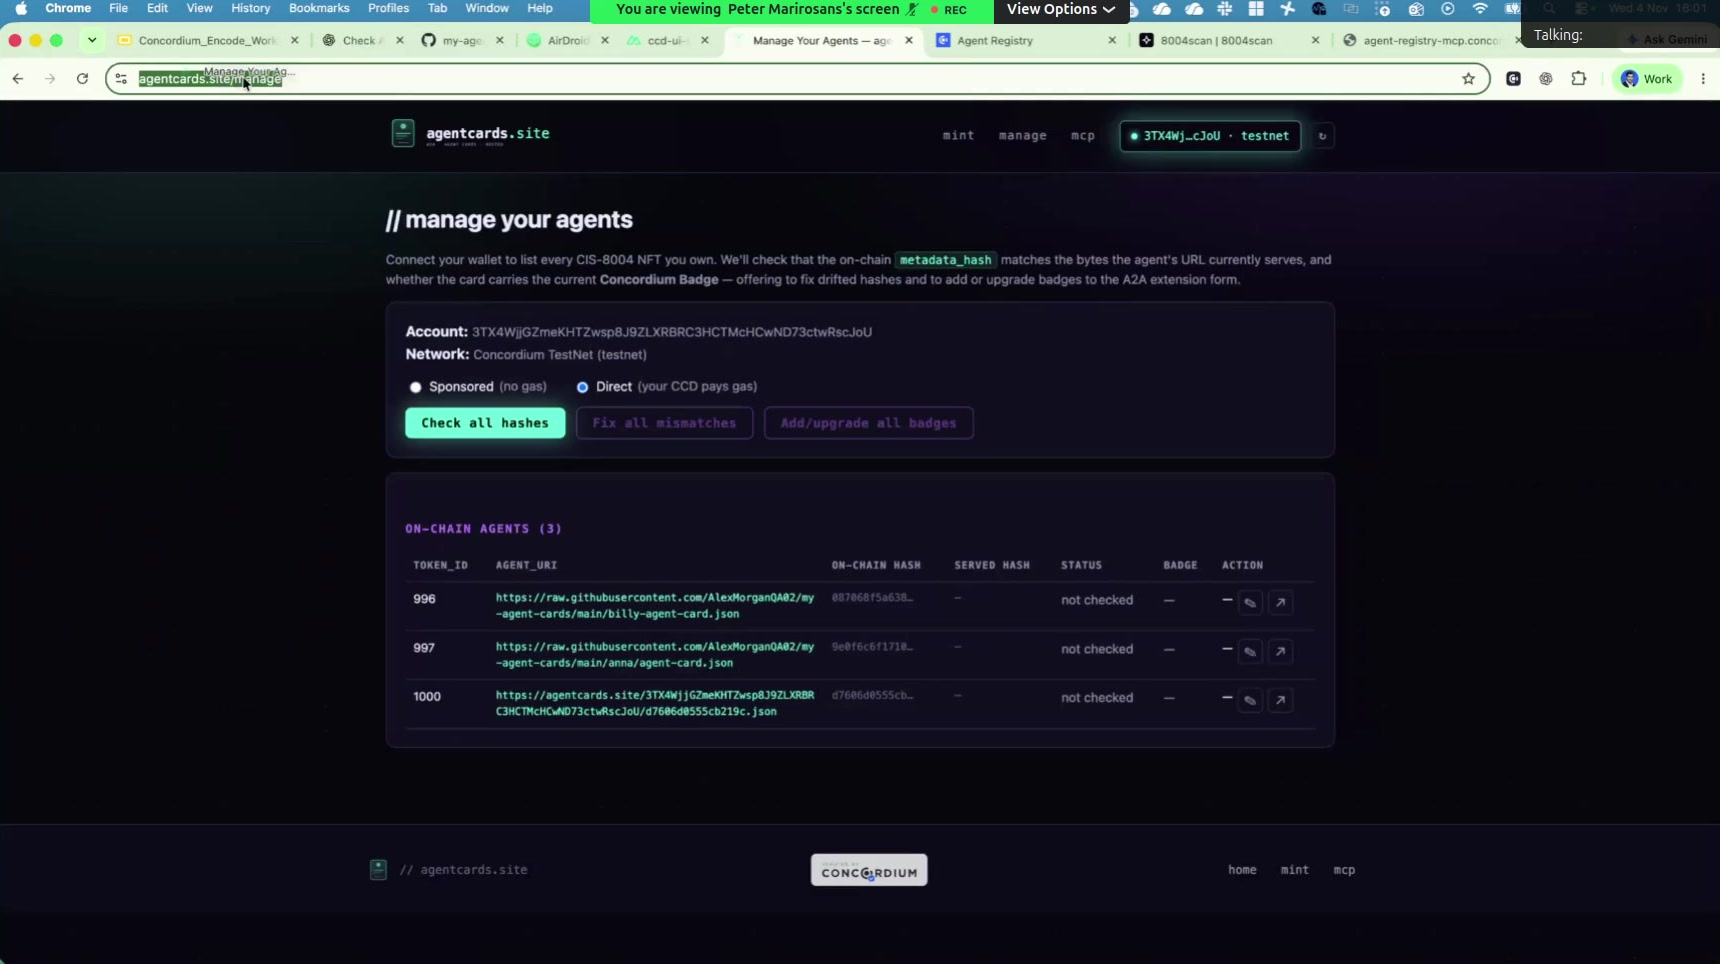 Chrome File Edit View History Bookmarks Profiles Tab Window Help
You are viewing Peter Marirosans's screen REC View Options
Talking:
Concordium_Encode_Work
Check
my-age
AirDroid
ccd-ui-
Manage Your Agents — age
Agent Registry
8004scan | 8004scan
agent-registry-mcp.conco
Ask Gemini
Manage Your Ag...
agentcards.site/manage
Work
agentcards.site
mint manage mcp 3TX4Wj…cJoU · testnet
// manage your agents
Connect your wallet to list every CIS-8004 NFT you own. We'll check that the on-chain metadata_hash matches the bytes the agent's URL currently serves, and
whether the card carries the current Concordium Badge — offering to fix drifted hashes and to add or upgrade badges to the A2A extension form.
Account: 3TX4WjjGZmeKHTZwsp8J9ZLXRBRC3HCTMcHCwND73ctwRscJoU
Network: Concordium TestNet (testnet)
Sponsored (no gas) Direct (your CCD pays gas)
Check all hashes Fix all mismatches Add/upgrade all badges
ON-CHAIN AGENTS (3)
TOKEN_ID AGENT_URI ON-CHAIN HASH SERVED HASH STATUS BADGE ACTION
996 https://raw.githubusercontent.com/AlexMorganQA02/my 087068f5a638… — not checked — —
-agent-cards/main/billy-agent-card.json
997 https://raw.githubusercontent.com/AlexMorganQA02/my 9e0f6c6f1710… — not checked — —
-agent-cards/main/anna/agent-card.json
1000 https://agentcards.site/3TX4WjjGZmeKHTZwsp8J9ZLXRBR d7606d0555cb… — not checked — —
C3HCTMcHCwND73ctwRscJoU/d7606d0555cb219c.json
// agentcards.site
CONCORDIUM
home mint mcp